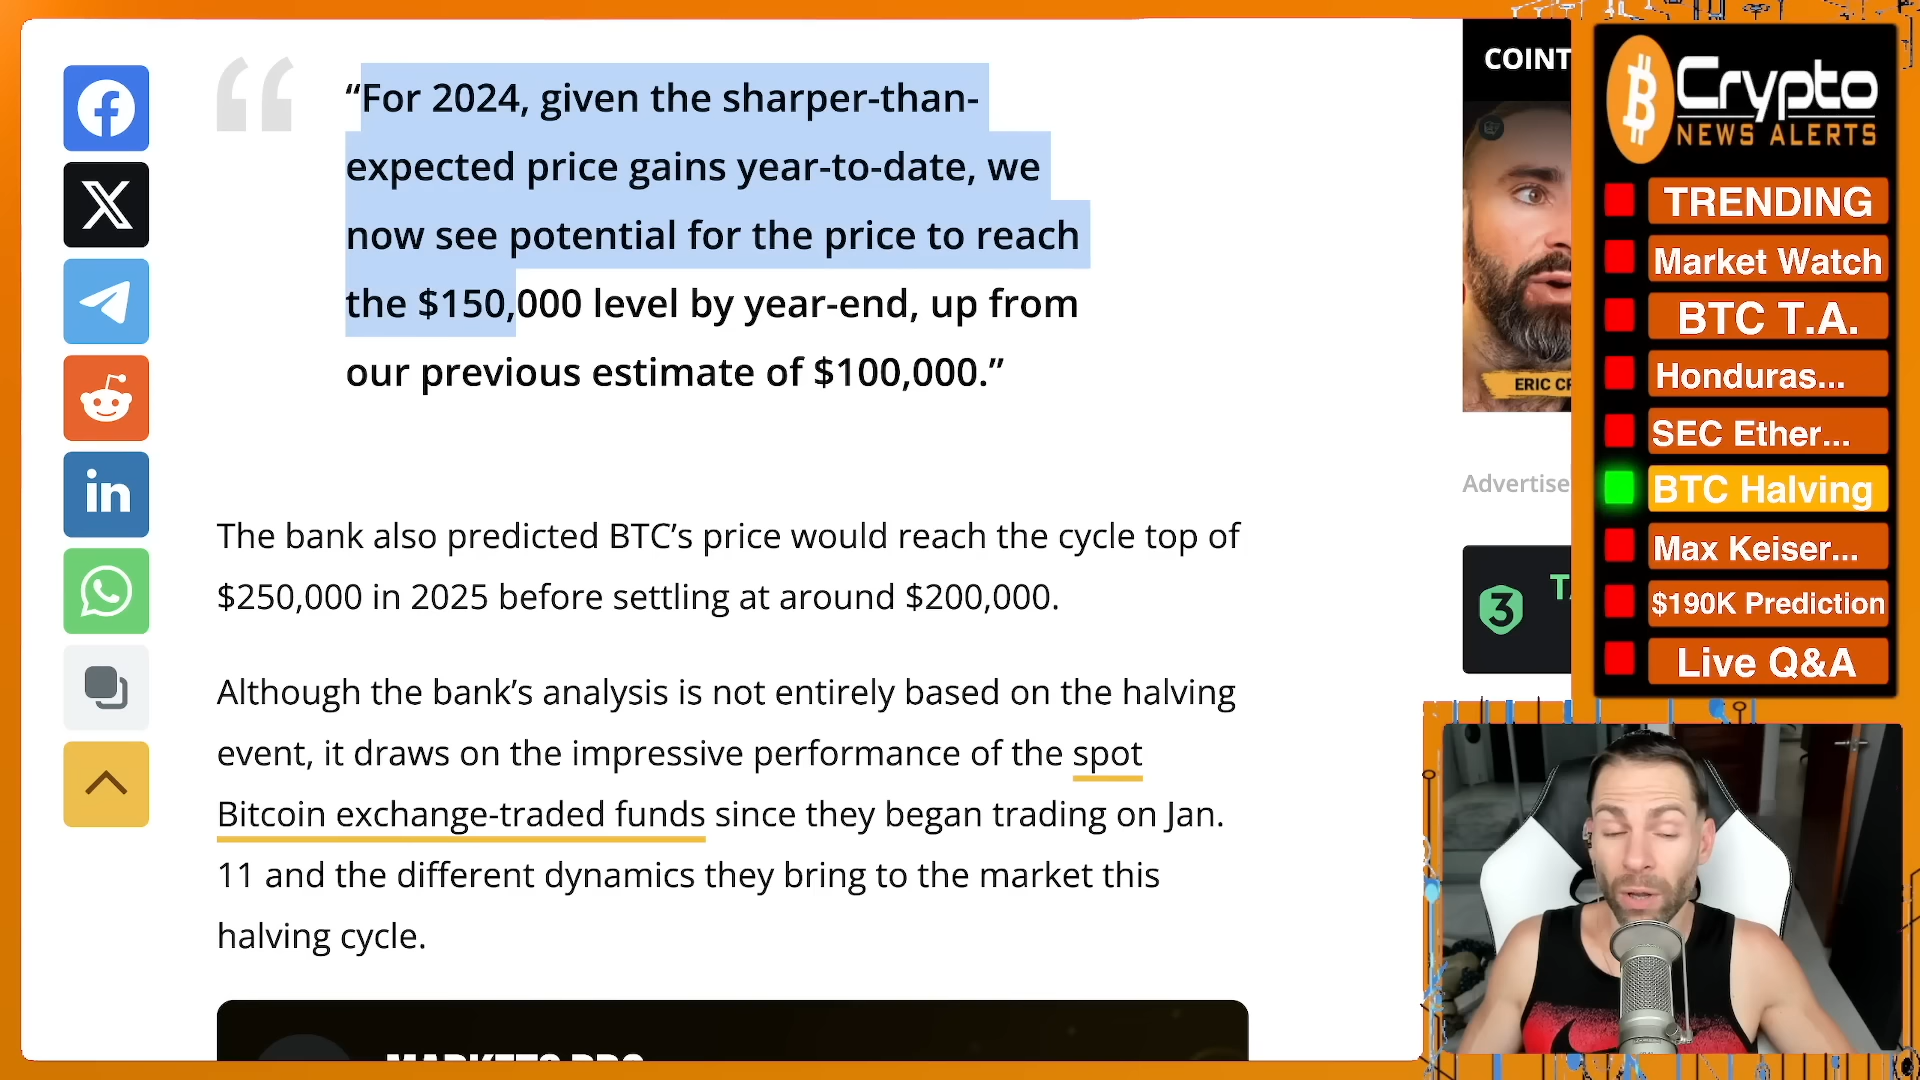 “For 2024, given the sharper-than-
expected price gains year-to-date, we
now see potential for the price to reach
the $150,000 level by year-end, up from
our previous estimate of $100,000.”
The bank also predicted BTC’s price would reach the cycle top of
$250,000 in 2025 before settling at around $200,000.
Although the bank’s analysis is not entirely based on the halving
event, it draws on the impressive performance of the spot
Bitcoin exchange-traded funds since they began trading on Jan.
11 and the different dynamics they bring to the market this
halving cycle.
MARKETS PRO
COINT
ERIC CR
Advertise
3
Crypto
NEWS ALERTS
TRENDING
Market Watch
BTC T.A.
Honduras...
SEC Ether...
BTC Halving
Max Keiser...
$190K Prediction
Live Q&A